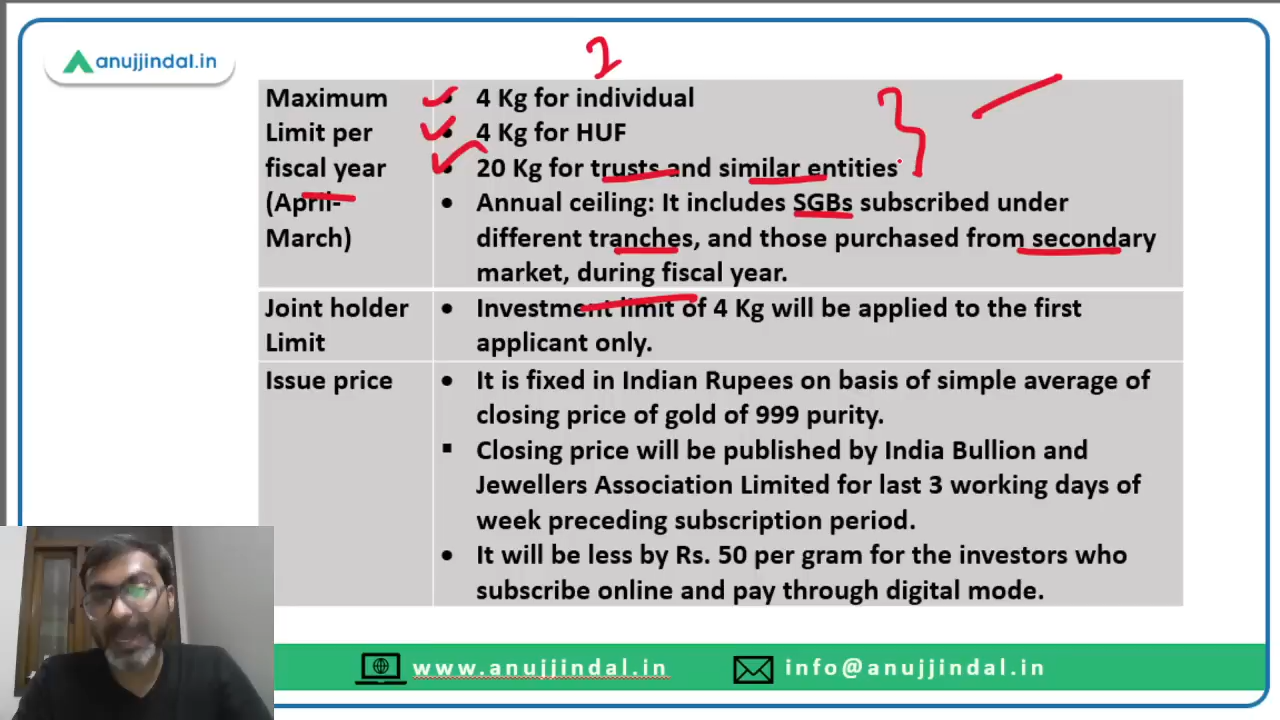 anujjindal.in
2
Maximum
Limit per
fiscal year
(April-
March)
• 4 Kg for individual
• 4 Kg for HUF
• 20 Kg for trusts and similar entities
• Annual ceiling: It includes SGBs subscribed under
different tranches, and those purchased from secondary
market, during fiscal year.
Joint holder
Limit
• Investment limit of 4 Kg will be applied to the first
applicant only.
Issue price
• It is fixed in Indian Rupees on basis of simple average of
closing price of gold of 999 purity.
▪ Closing price will be published by India Bullion and
Jewellers Association Limited for last 3 working days of
week preceding subscription period.
• It will be less by Rs. 50 per gram for the investors who
subscribe online and pay through digital mode.
www.anujjindal.in
info@anujjindal.in